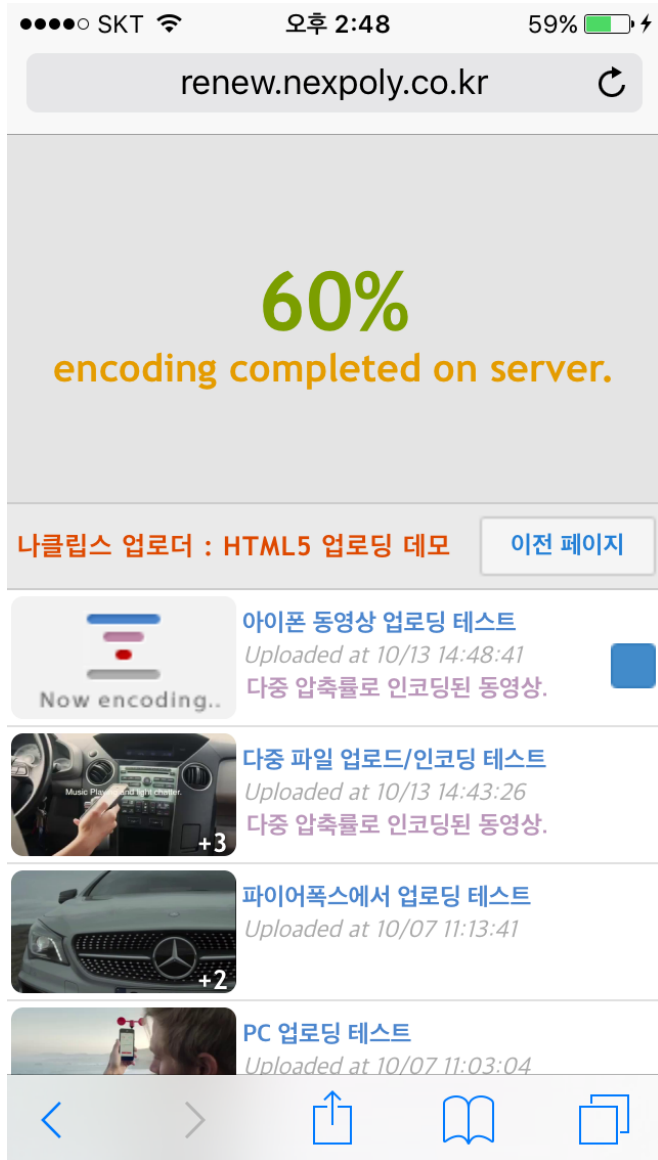 SKT 오후 2:48 59%
renew.nexpoly.co.kr
60%
encoding completed on server.
나클립스 업로더 : HTML5 업로딩 데모 이전 페이지
Now encoding..
아이폰 동영상 업로딩 테스트
Uploaded at 10/13 14:48:41
다중 압축률로 인코딩된 동영상.
Music Player and light chatter.
+3
다중 파일 업로드/인코딩 테스트
Uploaded at 10/13 14:43:26
다중 압축률로 인코딩된 동영상.
+2
파이어폭스에서 업로딩 테스트
Uploaded at 10/07 11:13:41
PC 업로딩 테스트
Uploaded at 10/07 11:03:04